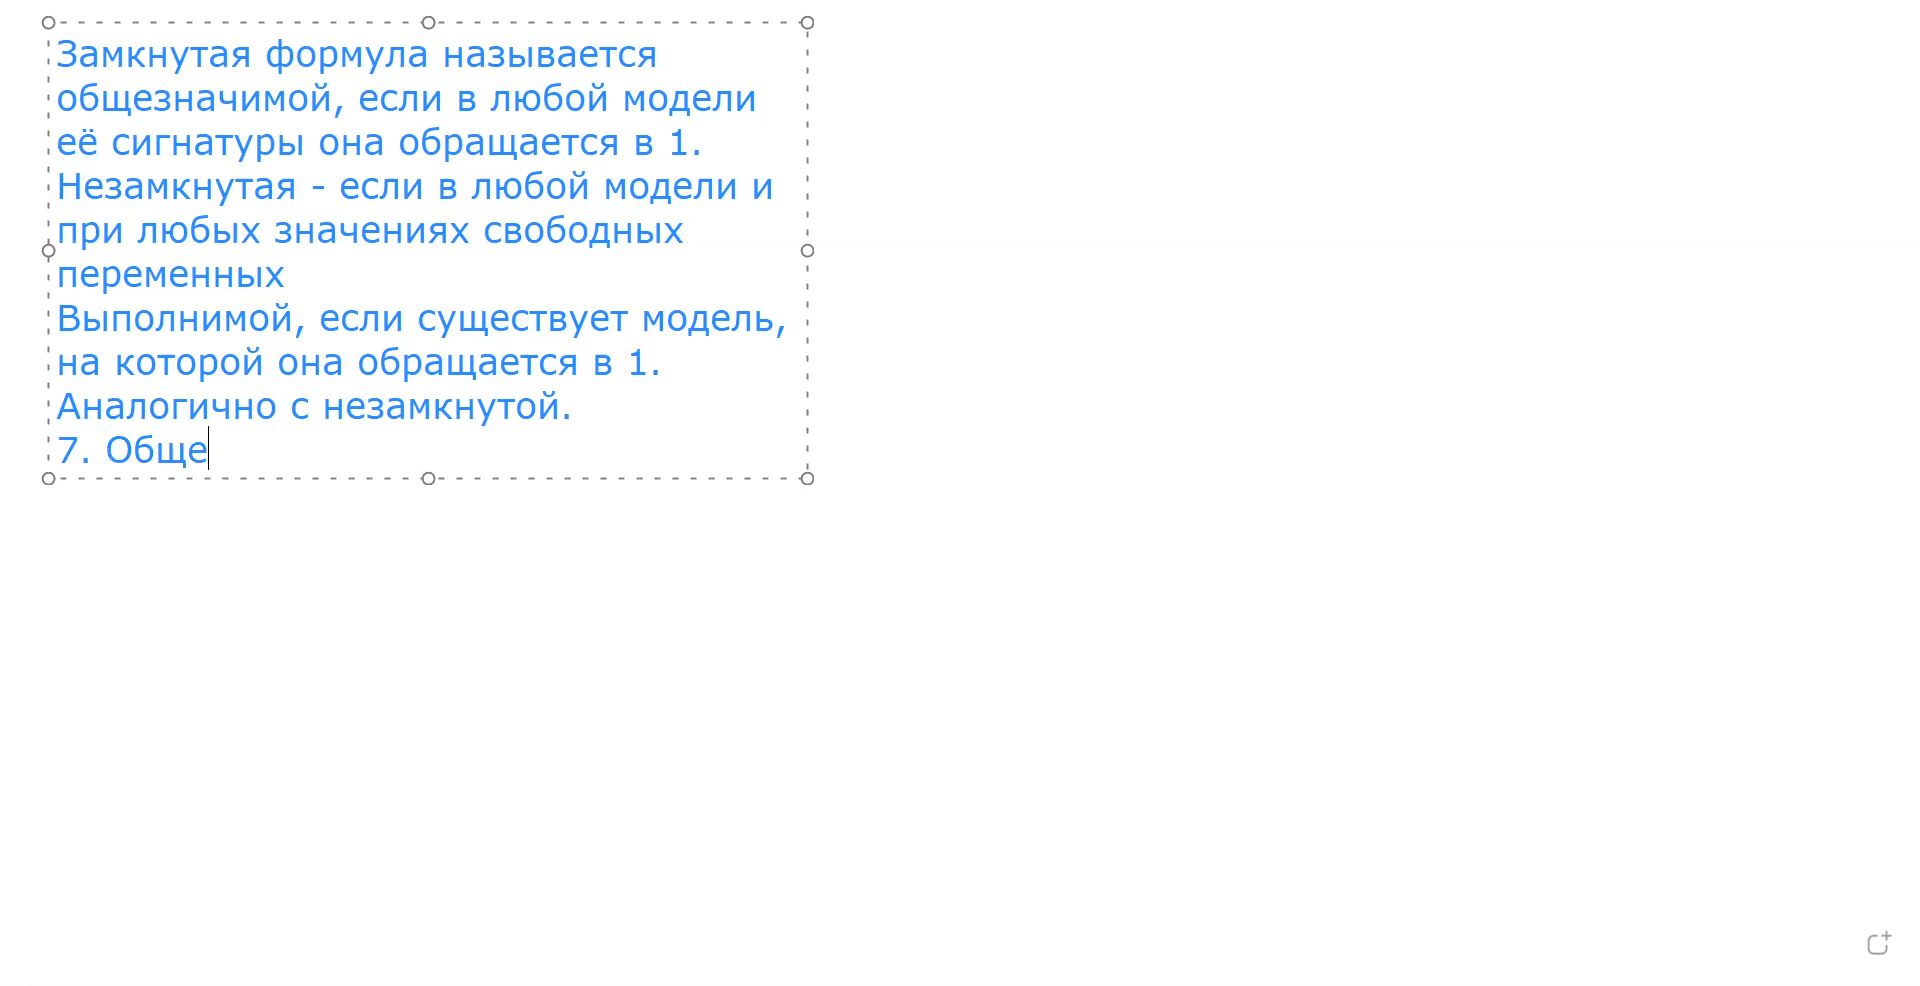 Замкнутая формула называется
общезначимой, если в любой модели
её сигнатуры она обращается в 1.
Незамкнутая - если в любой модели и
при любых значениях свободных
переменных
Выполнимой, если существует модель,
на которой она обращается в 1.
Аналогично с незамкнутой.
7. Обще